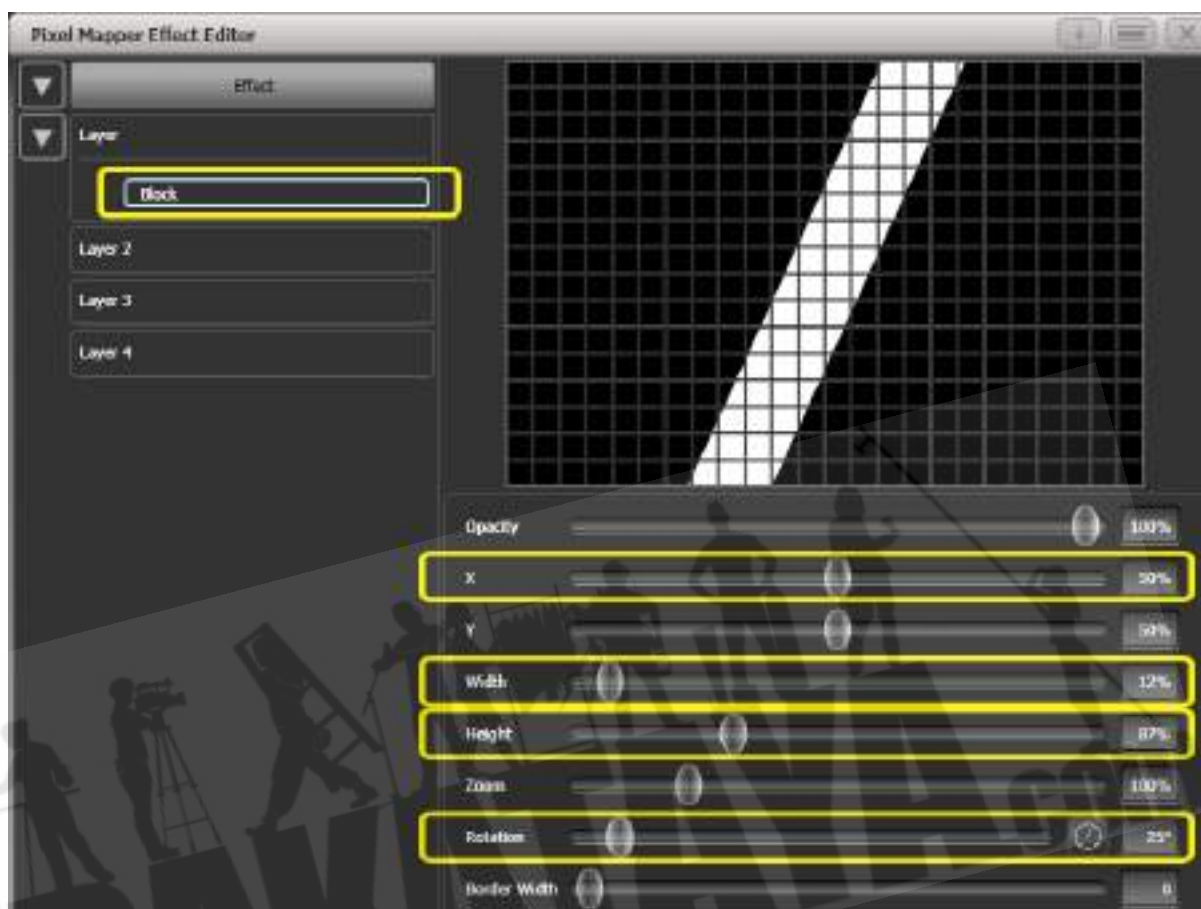 Pixel Mapper Effect Editor
Effect
Layer
Block
Layer 2
Layer 3
Layer 4
Opacity 100%
X 50%
Y 50%
Width 12%
Height 87%
Zoom 100%
Rotation 25°
Border Width 0